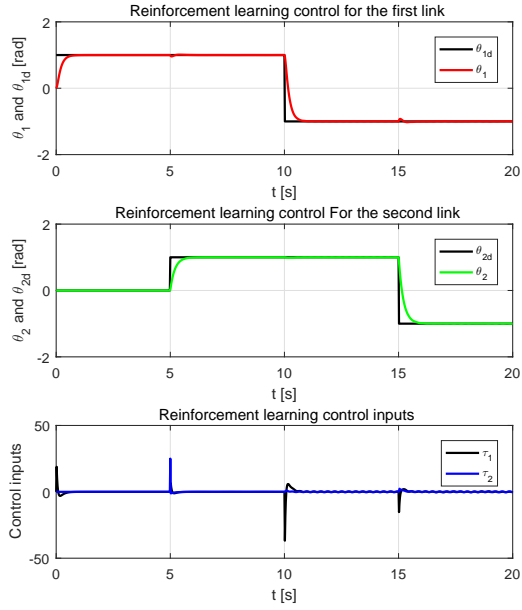 Reinforcement learning control for the first link
2
0
-2
θ1 and θ1d [rad]
θ1d
θ1
0 5 10 15 20
t [s]
Reinforcement learning control For the second link
2
0
-2
θ2 and θ2d [rad]
θ2d
θ2
0 5 10 15 20
t [s]
Reinforcement learning control inputs
50
0
-50
Control inputs
τ1
τ2
0 5 10 15 20
t [s]